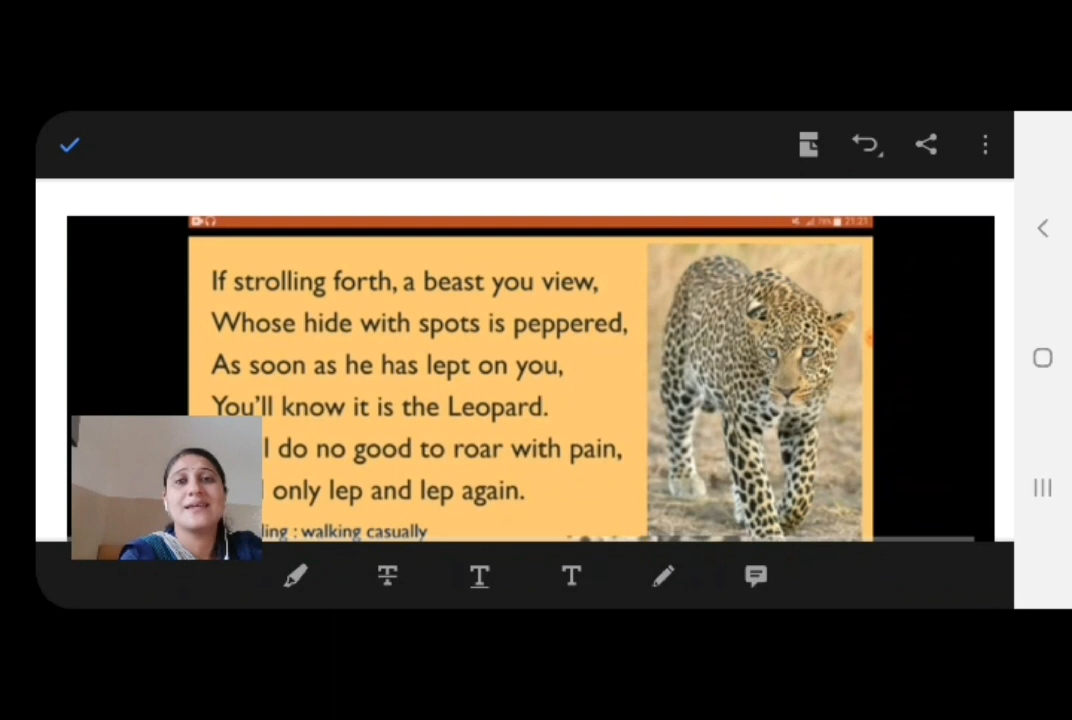 21:21
If strolling forth, a beast you view,
Whose hide with spots is peppered,
As soon as he has lept on you,
You'll know it is the Leopard.
do no good to roar with pain,
only lep and lep again.
ling : walking casually